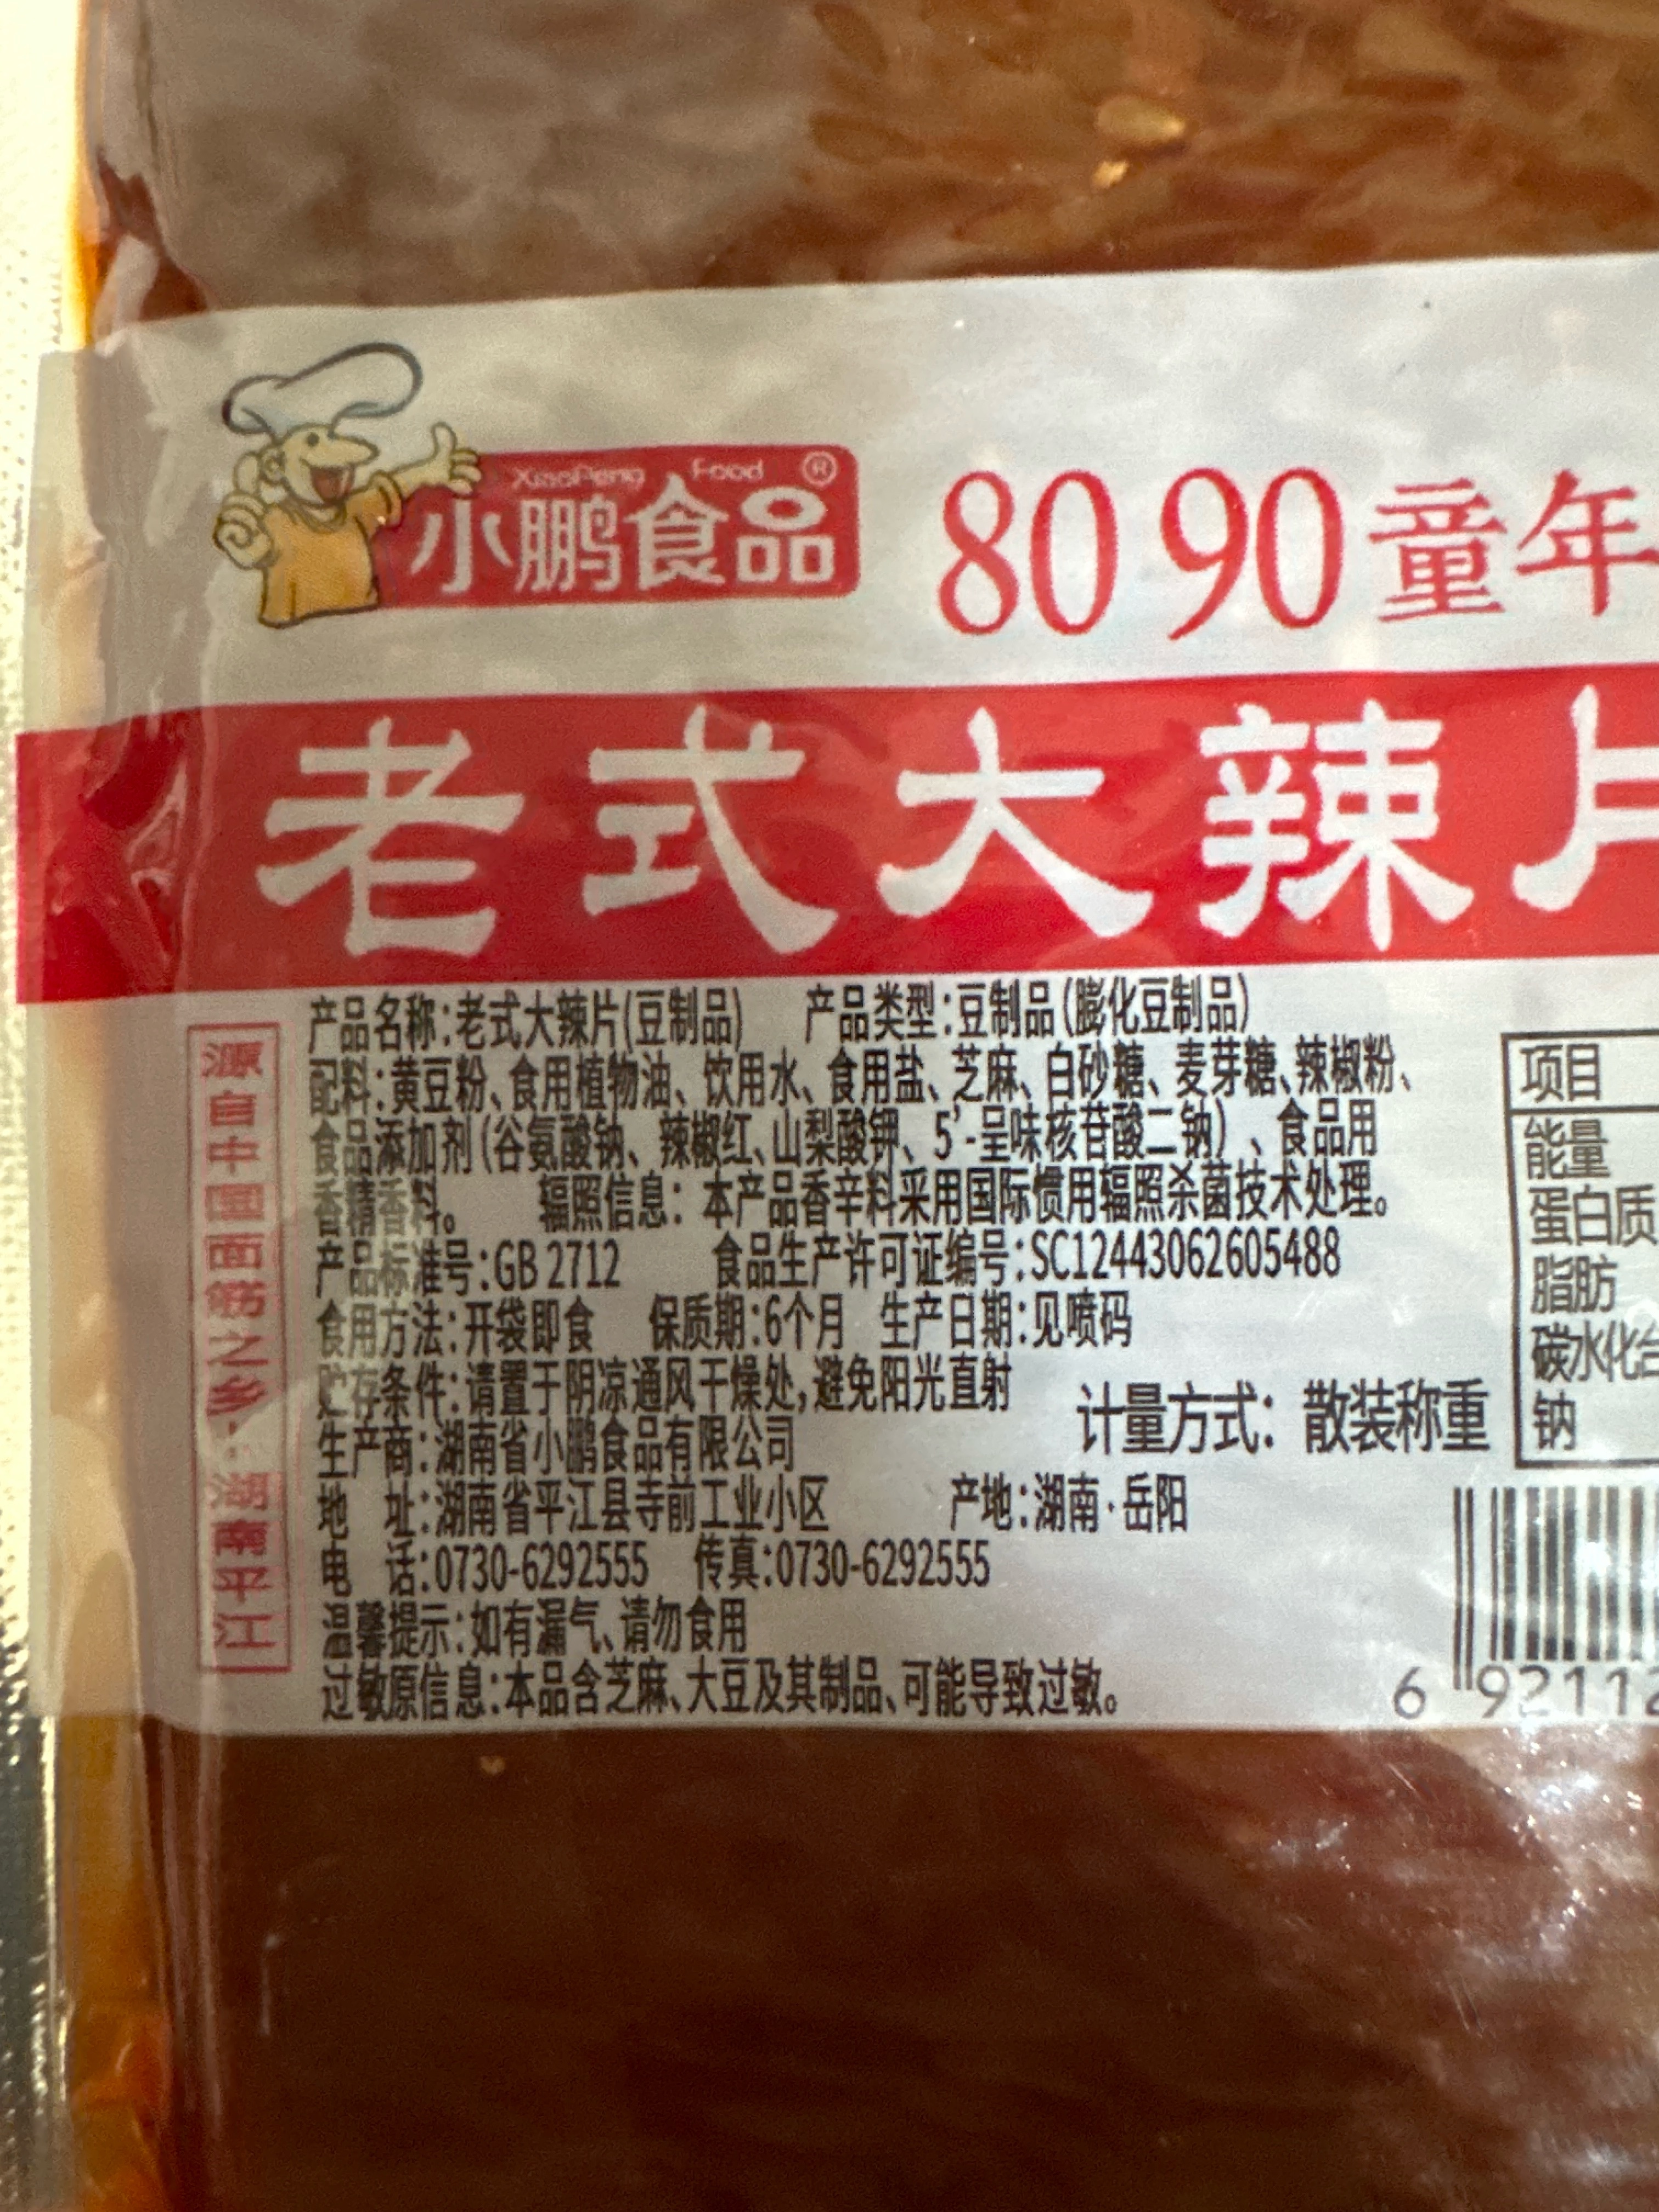 XiaoPeng Food ®
小鹏食品
80 90 童年
老式大辣片
源自中国面筋之乡·湖南平江
产品名称:老式大辣片(豆制品) 产品类型:豆制品(膨化豆制品)
配料:黄豆粉、食用植物油、饮用水、食用盐、芝麻、白砂糖、麦芽糖、辣椒粉、
食品添加剂(谷氨酸钠、辣椒红、山梨酸钾、5’-呈味核苷酸二钠)、食品用
香精香料。 辐照信息:本产品香辛料采用国际惯用辐照杀菌技术处理。
产品标准号:GB 2712 食品生产许可证编号:SC12443062605488
食用方法:开袋即食 保质期:6个月 生产日期:见喷码
贮存条件:请置于阴凉通风干燥处,避免阳光直射
计量方式:散装称重
生产商:湖南省小鹏食品有限公司
地 址:湖南省平江县寺前工业小区 产地:湖南·岳阳
电 话:0730-6292555 传真:0730-6292555
温馨提示:如有漏气、请勿食用
过敏原信息:本品含芝麻、大豆及其制品、可能导致过敏。
项目
能量
蛋白质
脂肪
碳水化合
钠
6 92112